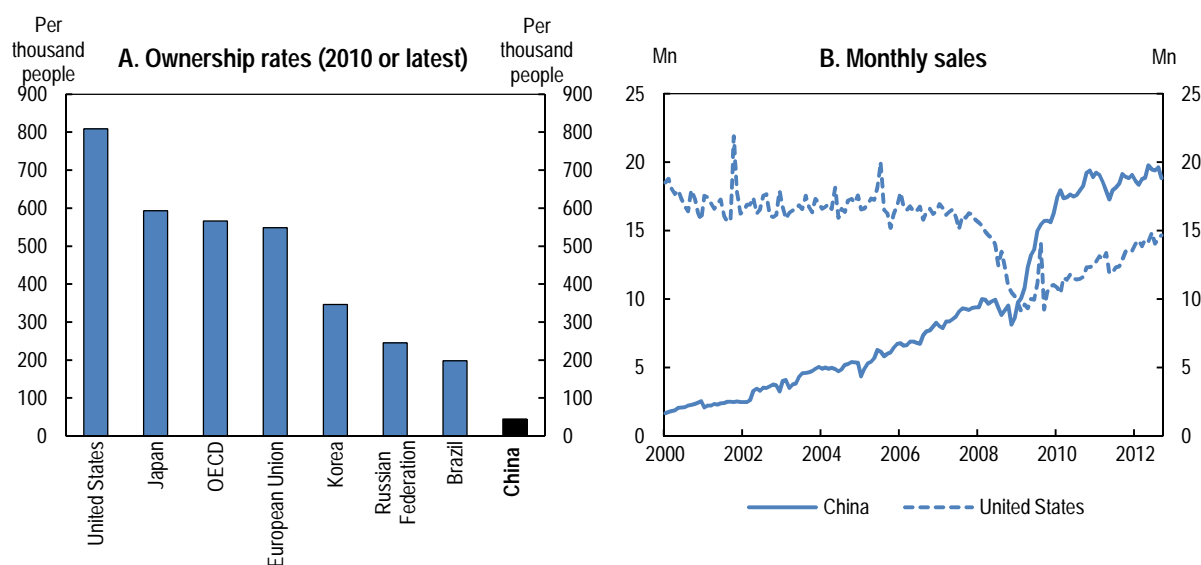 Per
thousand
people
A. Ownership rates (2010 or latest)
Per
thousand
people
900
800
700
600
500
400
300
200
100
0
900
800
700
600
500
400
300
200
100
0
United States
Japan
OECD
European Union
Korea
Russian
Federation
Brazil
China
Mn
B. Monthly sales
Mn
25
20
15
10
5
0
25
20
15
10
5
0
2000
2002
2004
2006
2008
2010
2012
China
United States